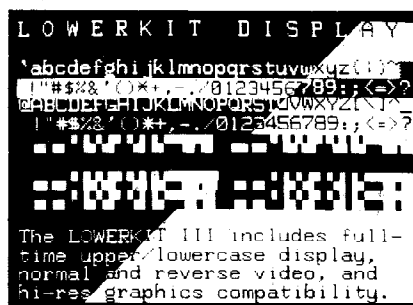 LOWERKIT DISPLAY
`abcdefghijklmnopqrstuvwxyz{|}~
!"#$%&'()*+,-./0123456789:;<=>?
@ABCDEFGHIJKLMNOPQRSTUVWXYZ[\]^
!"#$%&'()*+,-./0123456789:;<=>?
The LOWERKIT III includes full-
time upper/lowercase display,
normal and reverse video, and
hi-res graphics compatibility.